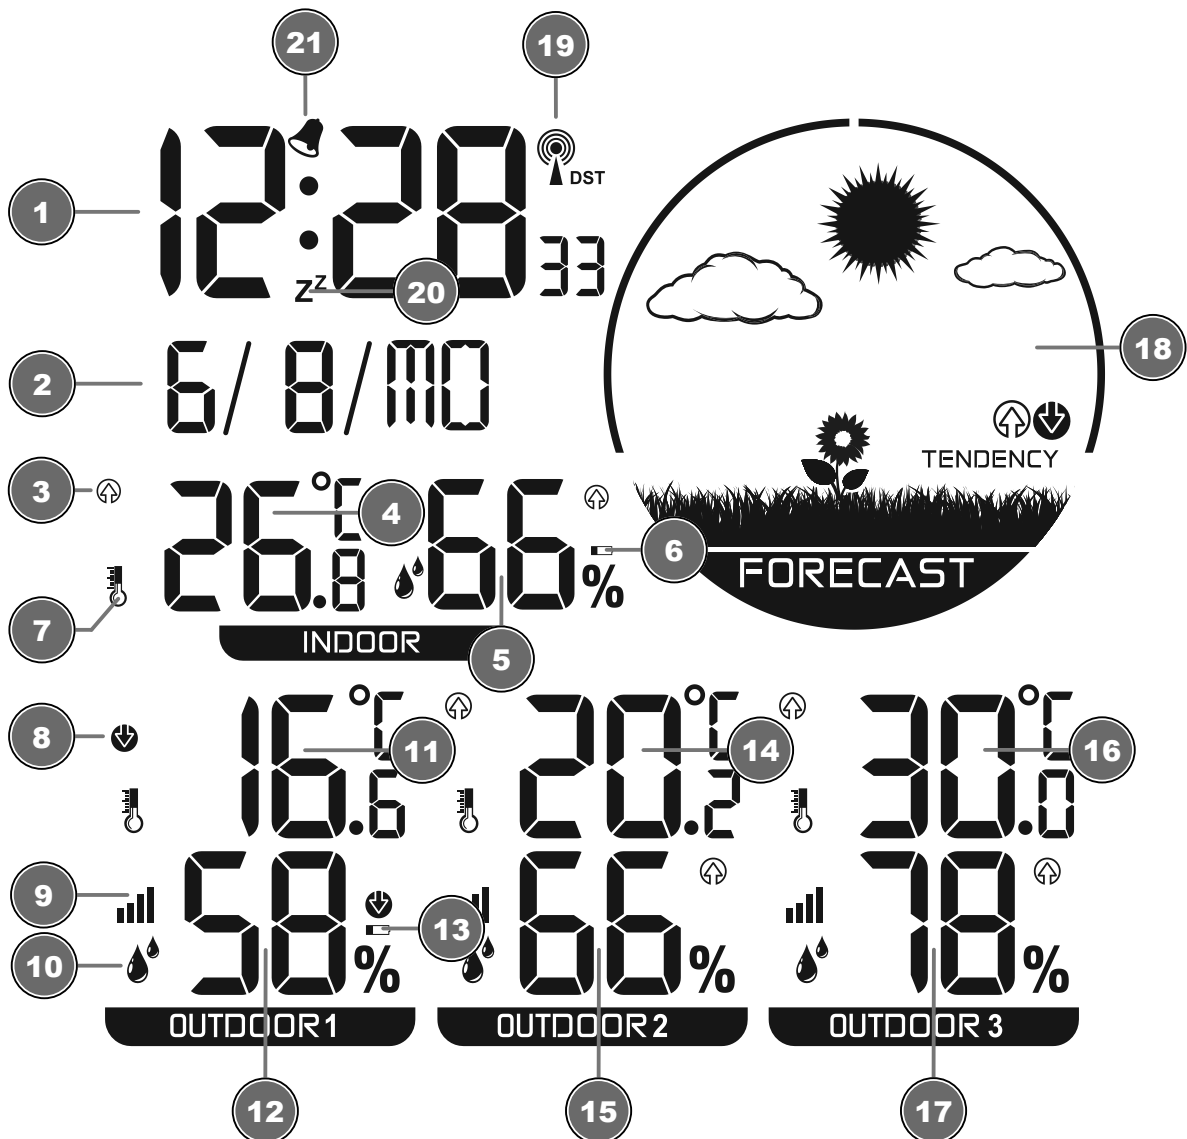 21 19
12:28 DST
1
Zz 20 33
2 6/ 8/MO
18
TENDENCY
3 26.8°C 4 66%
6
FORECAST
7
INDOOR
5
8 16.6°C 11 20.2°C 14 30.0°C 16
9 58% 13 66% 78%
10
OUTDOOR 1 OUTDOOR 2 OUTDOOR 3
12 15 17